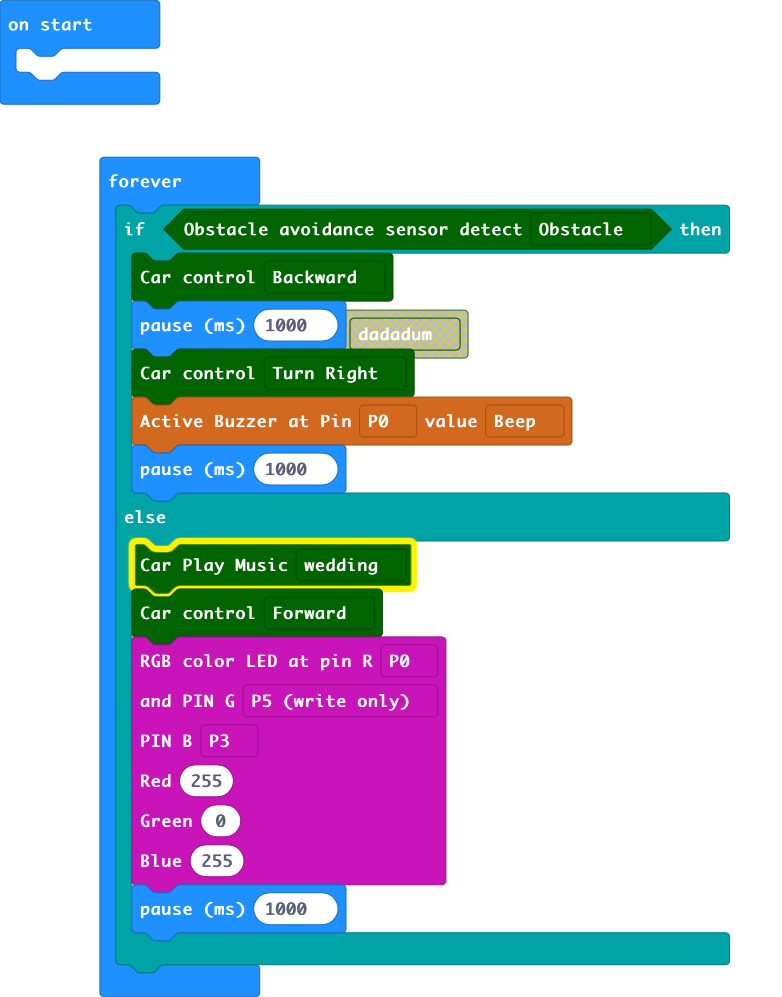 on start
forever
if Obstacle avoidance sensor detect Obstacle then
Car control Backward
pause (ms) 1000
dadadum
Car control Turn Right
Active Buzzer at Pin P0 value Beep
pause (ms) 1000
else
Car Play Music wedding
Car control Forward
RGB color LED at pin R P0
and PIN G P5 (write only)
PIN B P3
Red 255
Green 0
Blue 255
pause (ms) 1000